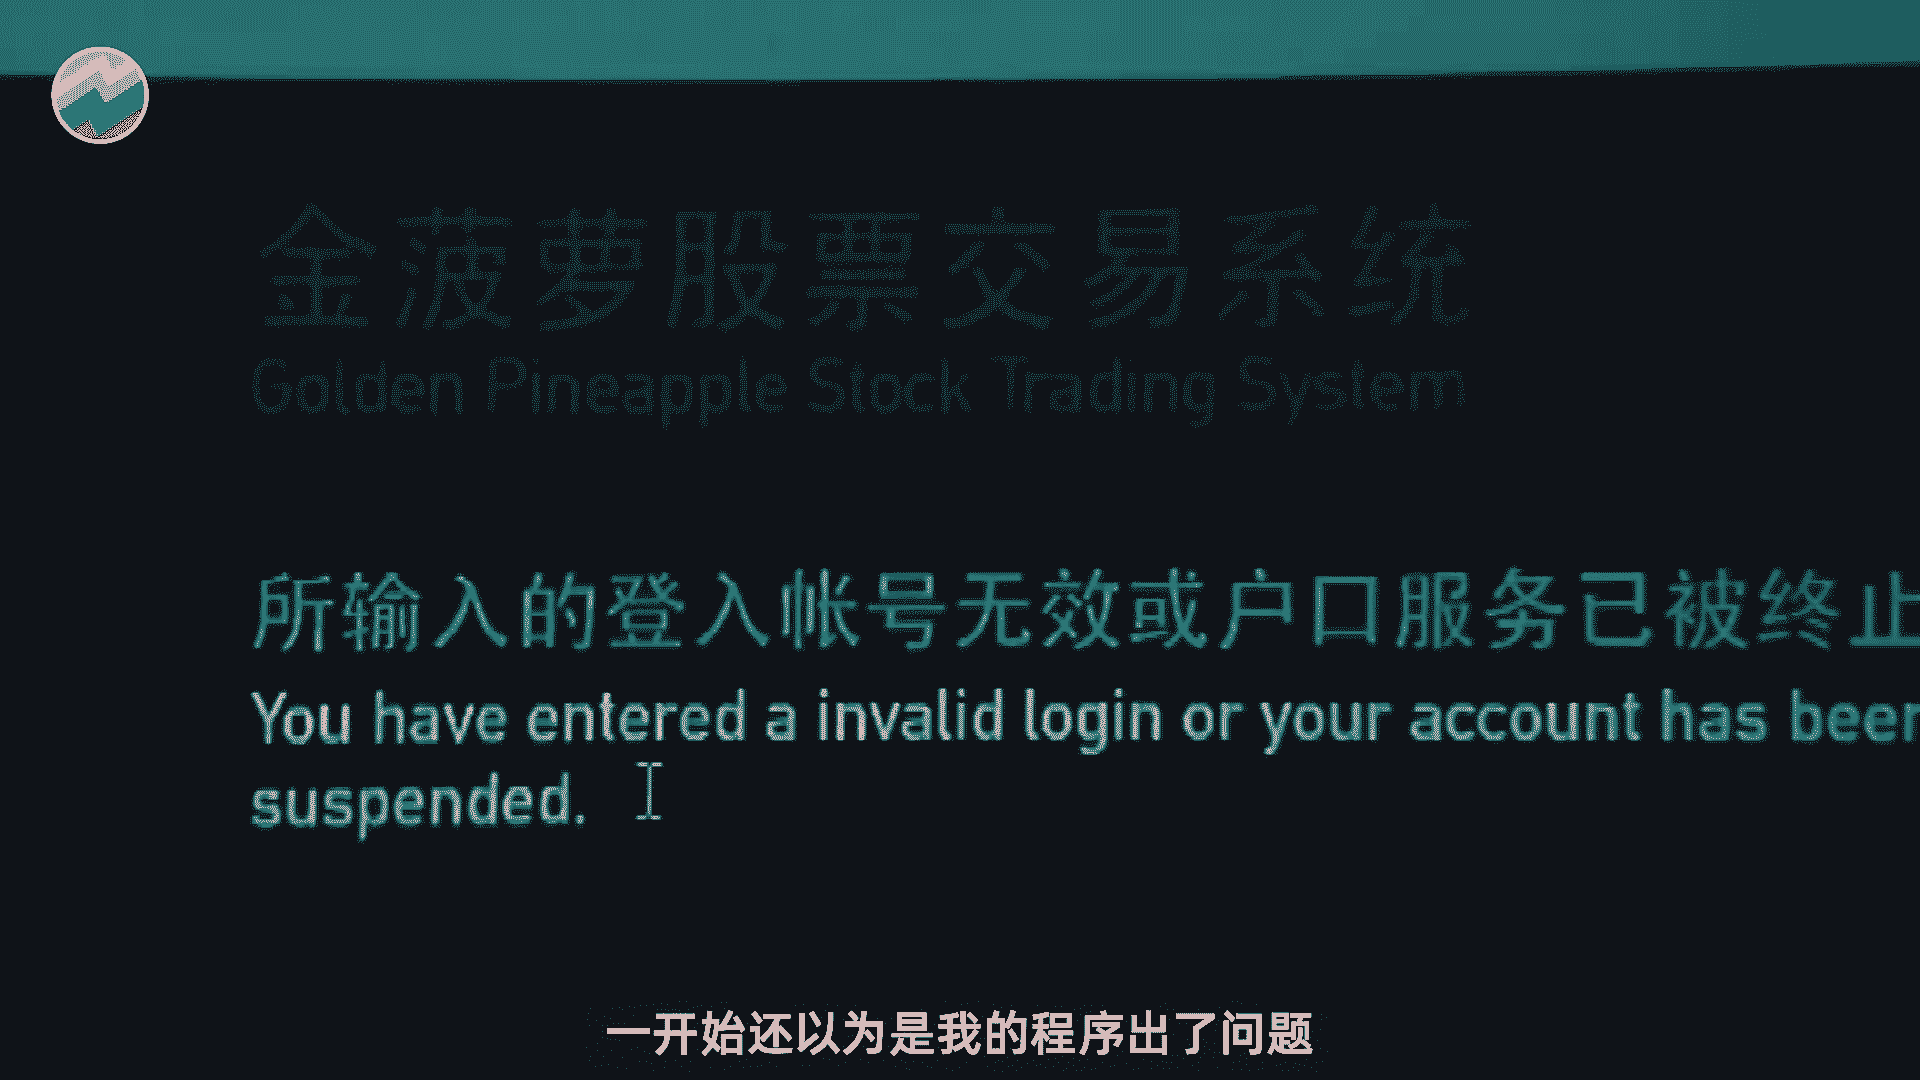 金菠萝股票交易系统
Golden Pineapple Stock Trading System
所输入的登入帐号无效或户口服务已被终止
You have entered a invalid login or your account has been
suspended.
一开始还以为是我的程序出了问题